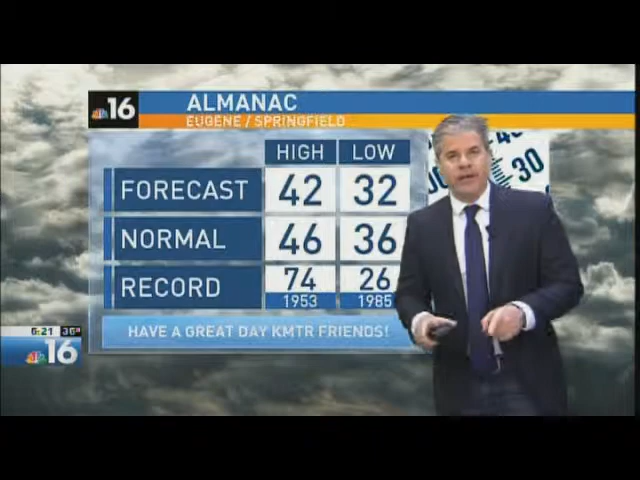 16 ALMANAC
EUGENE / SPRINGFIELD
HIGH LOW
FORECAST 42 32
NORMAL 46 36
RECORD 74 26
1953 1985
HAVE A GREAT DAY KMTR FRIENDS!
30
6:21 36°
16